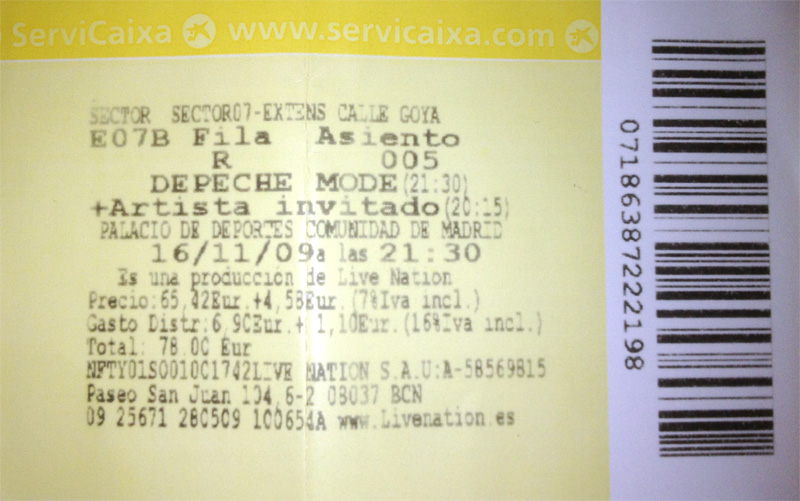 ServiCaixa www.servicaixa.com
SECTOR SECTOR07-EXTENS CALLE GOYA
E07B Fila Asiento
R 005
DEPECHE MODE(21:30)
+Artista invitado(20:15)
PALACIO DE DEPORTES COMUNIDAD DE MADRID
16/11/09a las 21:30
Es una produccion de Live Nation
Precio:65,42Eur.+4,58Eur.(7%Iva incl.)
Gasto Distr:6,90Eur.+ 1,10Eur.(16%Iva incl.)
Total: 78.00 Eur
NFTY01S0010C1742LIVE NATION S.A.U:A-58569815
Paseo San Juan 104,6-2 08037 BCN
09 25671 280509 100654A www.Livenation.es
0718638722198